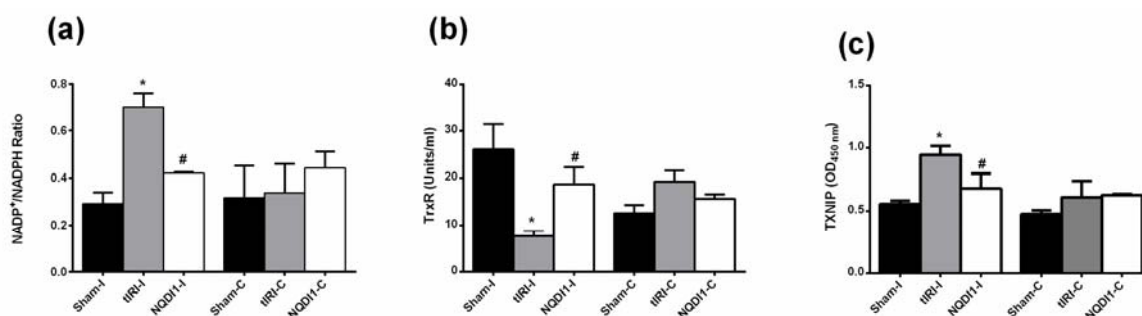 (a)
NADP⁺/NADPH Ratio
0.8
0.6
0.4
0.2
0.0
*
#
Sham-I
tIRI-I
NQDI1-I
Sham-C
tIRI-C
NQDI1-C
(b)
TrxR (Units/ml)
40
30
20
10
0
*
#
Sham-I
tIRI-I
NQDI1-I
Sham-C
tIRI-C
NQDI1-C
(c)
TXNIP (OD₄₅₀ ₙₘ)
1.5
1.0
0.5
0.0
*
#
Sham-I
tIRI-I
NQDI1-I
Sham-C
tIRI-C
NQDI1-C